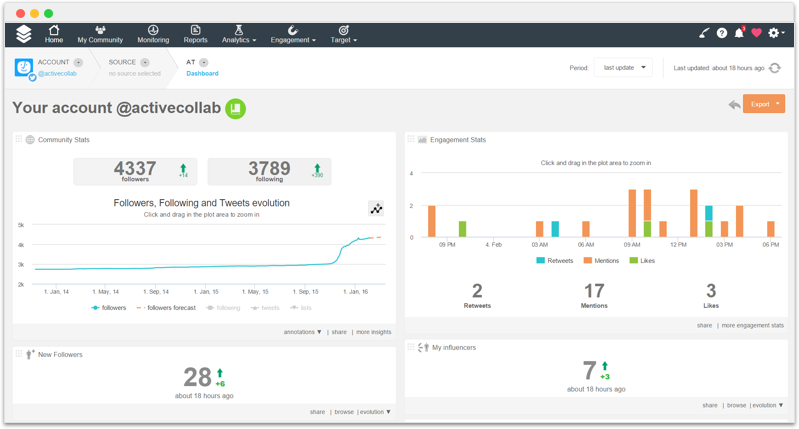 Home
My Community
Monitoring
Reports
Analytics
Engagement
Target
ACCOUNT
@activecollab
SOURCE
no source selected
AT
Dashboard
Period:
last update
Last updated: about 18 hours ago
Your account @activecollab
Export
Community Stats
4337
followers
+14
3789
following
+390
Followers, Following and Tweets evolution
Click and drag in the plot area to zoom in
5k
4k
3k
2k
1. Jan, 14
1. May, 14
1. Sep, 14
1. Jan, 15
1. May, 15
1. Sep, 15
1. Jan, 16
followers
followers forecast
following
tweets
lists
annotations ▼ | share | more insights
Engagement Stats
Click and drag in the plot area to zoom in
4
2
0
09 PM
4. Feb
03 AM
06 AM
09 AM
12 PM
03 PM
06 PM
Retweets
Mentions
Likes
2
Retweets
17
Mentions
3
Likes
share | more engagement stats
New Followers
28
+6
about 18 hours ago
share | browse | evolution ▼
My influencers
7
+3
about 18 hours ago
share | browse | evolution ▼